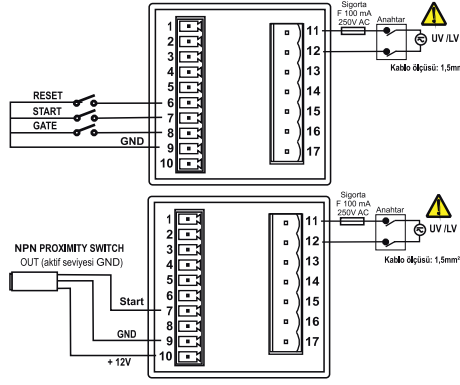 Sigorta
F 100 mA
250V AC
Anahtar
UV /LV
Kablo ölçüsü: 1,5mm
1
2
3
4
5
6
7
8
9
10
11
12
13
14
15
16
17
RESET
START
GATE
GND
Sigorta
F 100 mA
250V AC
Anahtar
UV /LV
Kablo ölçüsü: 1,5mm²
1
2
3
4
5
6
7
8
9
10
11
12
13
14
15
16
17
NPN PROXIMITY SWITCH
OUT (aktif seviyesi GND)
Start
GND
+ 12V